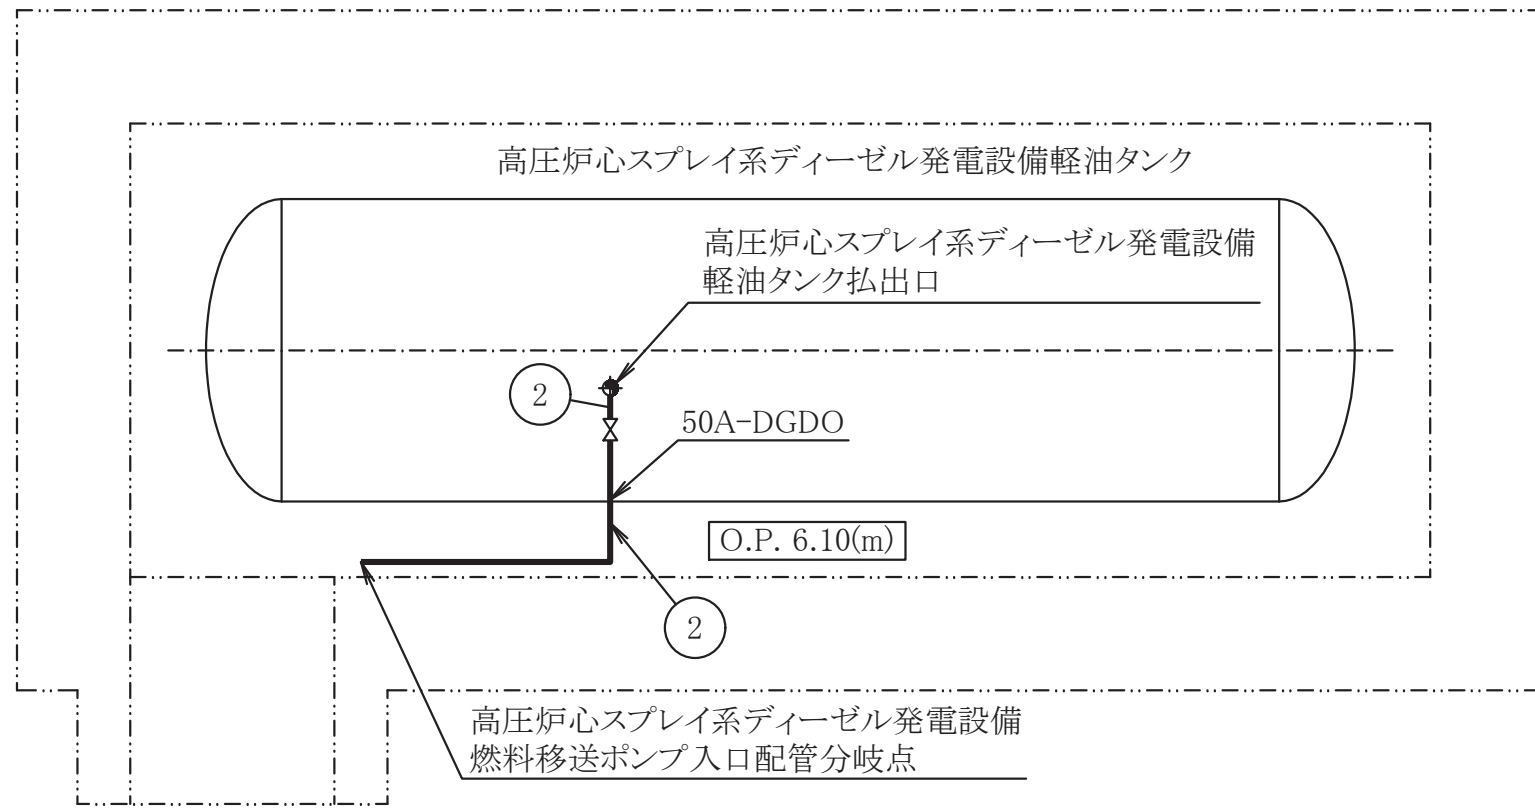 高圧炉心スプレイ系ディーゼル発電設備軽油タンク
高圧炉心スプレイ系ディーゼル発電設備
軽油タンク払出口
2
50A-DGDO
O.P. 6.10(m)
2
高圧炉心スプレイ系ディーゼル発電設備
燃料移送ポンプ入口配管分岐点